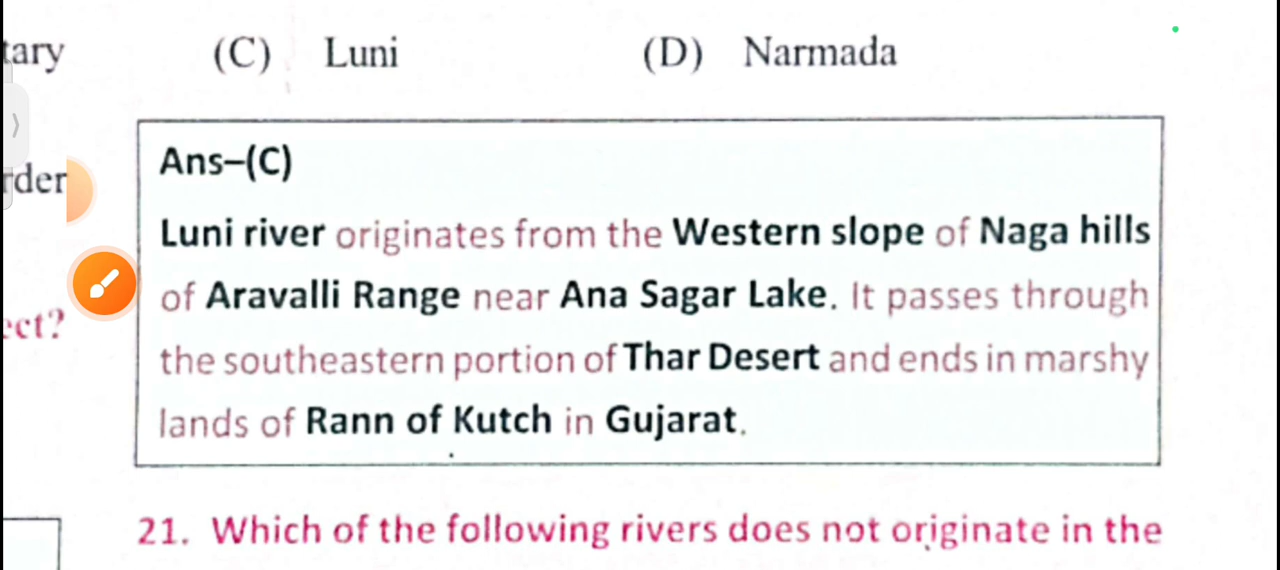 tary
(C) Luni (D) Narmada
rder
ect?
Ans–(C)
Luni river originates from the Western slope of Naga hills
of Aravalli Range near Ana Sagar Lake. It passes through
the southeastern portion of Thar Desert and ends in marshy
lands of Rann of Kutch in Gujarat.
21. Which of the following rivers does not originate in the